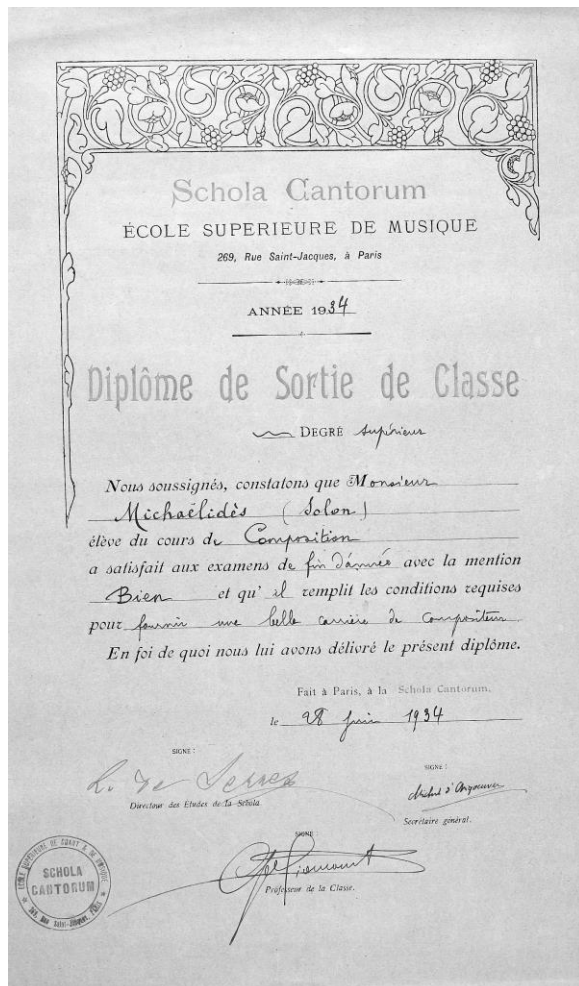 Schola Cantorum
ÉCOLE SUPERIEURE DE MUSIQUE
269, Rue Saint-Jacques, à Paris
ANNÉE 1934
Diplôme de Sortie de Classe
DEGRÉ supérieur
Nous soussignés, constatons que Monsieur
Michaëlidès (Solon)
élève du cours de Composition
a satisfait aux examens de fin d'année avec la mention
Bien et qu'il remplit les conditions requises
pour fournir une belle carrière de compositeur
En foi de quoi nous lui avons délivré le présent diplôme.
Fait à Paris, à la Schola Cantorum,
le 28 juin 1934
SIGNÉ :
L. de Serres
Directeur des Études de la Schola.
SIGNÉ :
Secrétaire général.
SIGNÉ
Professeur de la Classe.
SCHOLA
CANTORUM